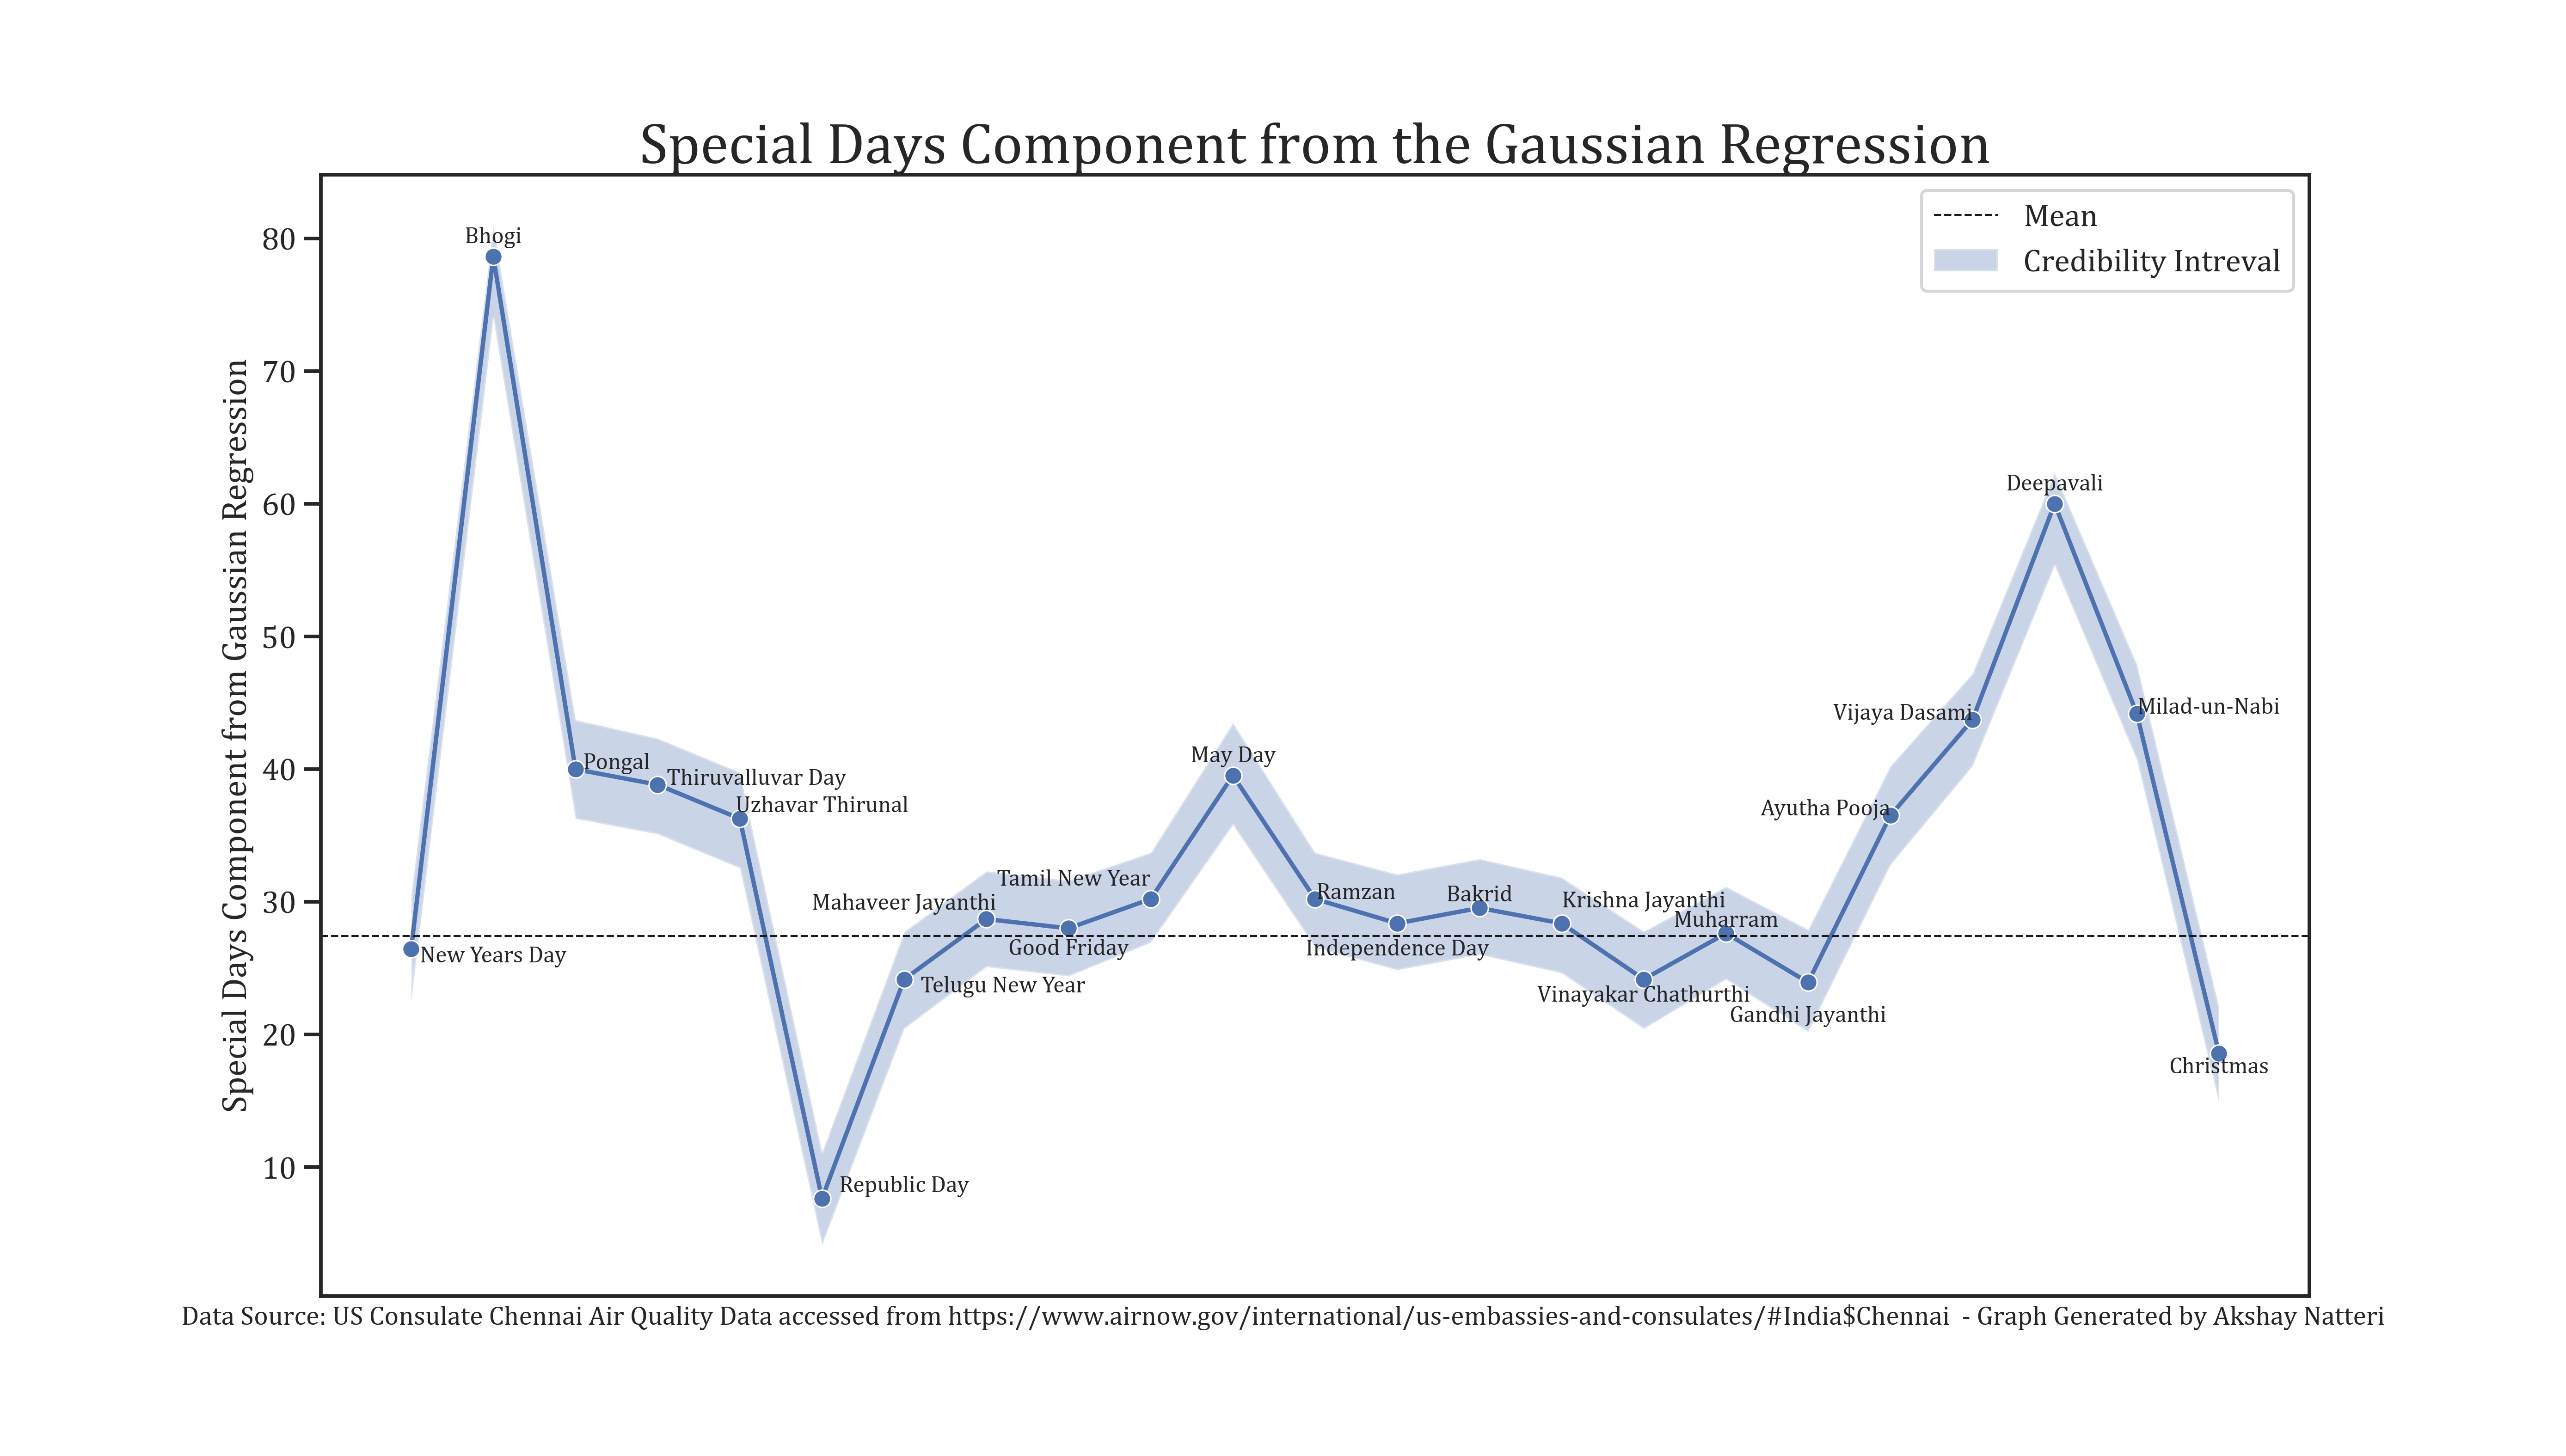 Special Days Component from the Gaussian Regression
Mean
Credibility Intreval
Special Days Component from Gaussian Regression
80
70
60
50
40
30
20
10
New Years Day
Bhogi
Pongal
Thiruvalluvar Day
Uzhavar Thirunal
Republic Day
Telugu New Year
Mahaveer Jayanthi
Good Friday
Tamil New Year
May Day
Ramzan
Independence Day
Bakrid
Krishna Jayanthi
Vinayakar Chathurthi
Muharram
Gandhi Jayanthi
Ayutha Pooja
Vijaya Dasami
Deepavali
Milad-un-Nabi
Christmas
Data Source: US Consulate Chennai Air Quality Data accessed from https://www.airnow.gov/international/us-embassies-and-consulates/#India$Chennai - Graph Generated by Akshay Natteri